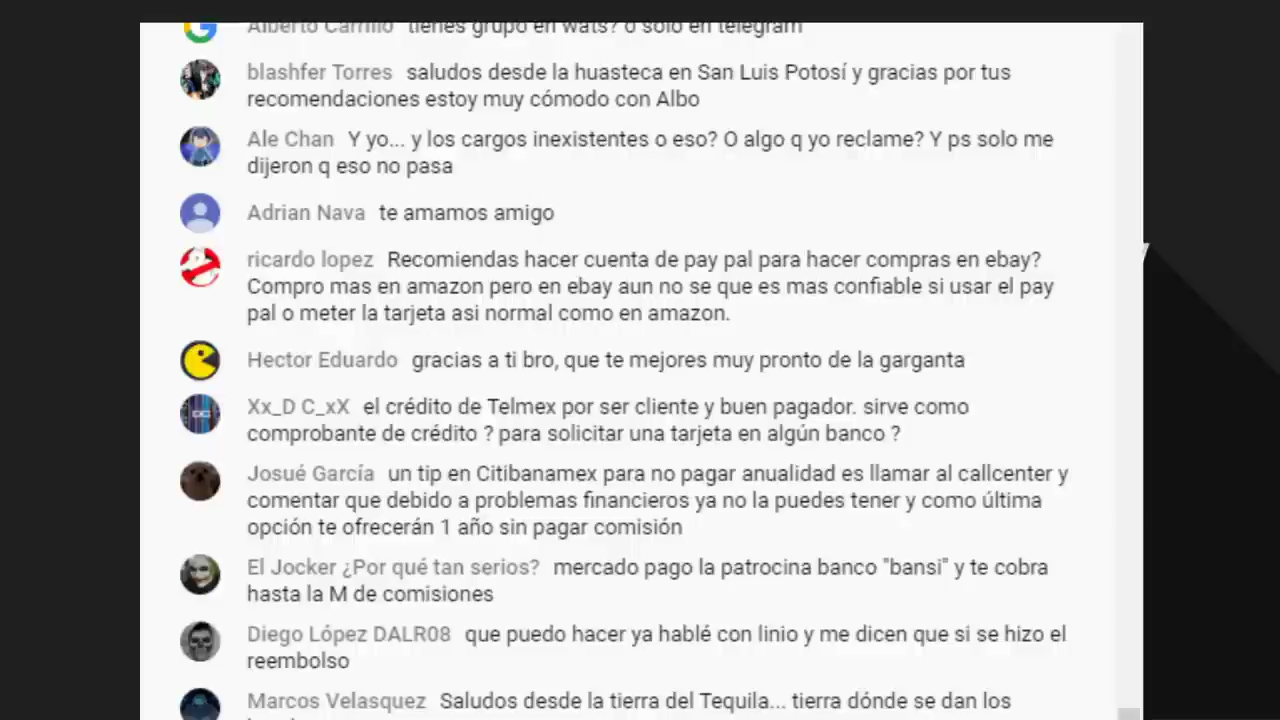 Alberto Carrillo tienes grupo en wats? o solo en telegram
blashfer Torres saludos desde la huasteca en San Luis Potosí y gracias por tus
recomendaciones estoy muy cómodo con Albo
Ale Chan Y yo... y los cargos inexistentes o eso? O algo q yo reclame? Y ps solo me
dijeron q eso no pasa
Adrian Nava te amamos amigo
ricardo lopez Recomiendas hacer cuenta de pay pal para hacer compras en ebay?
Compro mas en amazon pero en ebay aun no se que es mas confiable si usar el pay
pal o meter la tarjeta asi normal como en amazon.
Hector Eduardo gracias a ti bro, que te mejores muy pronto de la garganta
Xx_D C_xX el crédito de Telmex por ser cliente y buen pagador. sirve como
comprobante de crédito ? para solicitar una tarjeta en algún banco ?
Josué García un tip en Citibanamex para no pagar anualidad es llamar al callcenter y
comentar que debido a problemas financieros ya no la puedes tener y como última
opción te ofrecerán 1 año sin pagar comisión
El Jocker ¿Por qué tan serios? mercado pago la patrocina banco "bansi" y te cobra
hasta la M de comisiones
Diego López DALR08 que puedo hacer ya hablé con linio y me dicen que si se hizo el
reembolso
Marcos Velasquez Saludos desde la tierra del Tequila... tierra dónde se dan los